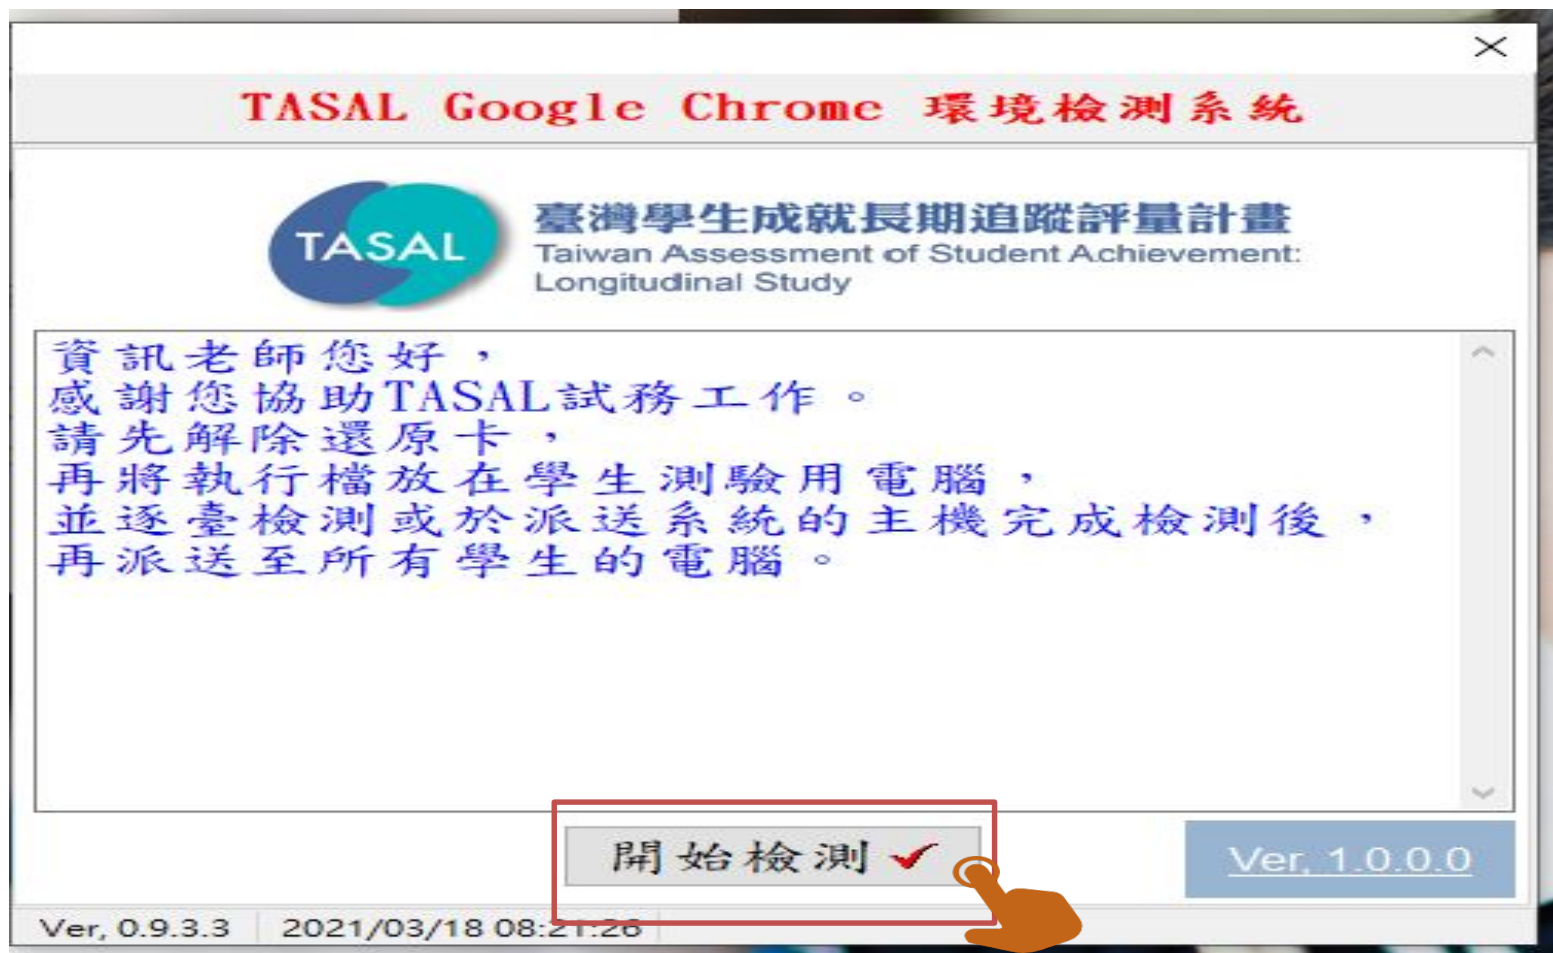 TASAL Google Chrome 環境檢測系統
TASAL
臺灣學生成就長期追蹤評量計畫
Taiwan Assessment of Student Achievement:
Longitudinal Study
資訊老師您好，
感謝您協助TASAL試務工作。
請先解除還原卡，
再將執行檔放在學生測驗用電腦，
並逐臺檢測或於派送系統的主機完成檢測後，
再派送至所有學生的電腦。
開始檢測
Ver, 1.0.0.0
Ver, 0.9.3.3
2021/03/18 08:21:26